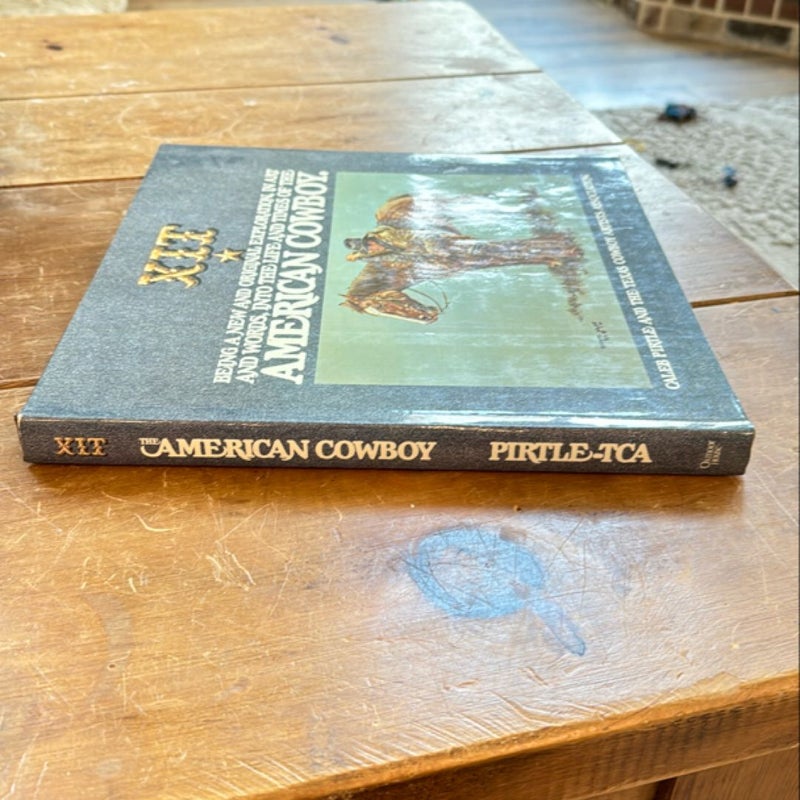 XIT
BEING A NEW AND ORIGINAL EXPLORATION, IN ART
AND WORDS, INTO THE LIFE AND TIMES OF THE
AMERICAN COWBOY.
CALEB PIRTLE AND THE TEXAS COWBOY ARTISTS ASSOCIATION
XIT THE AMERICAN COWBOY PIRTLE-TCA